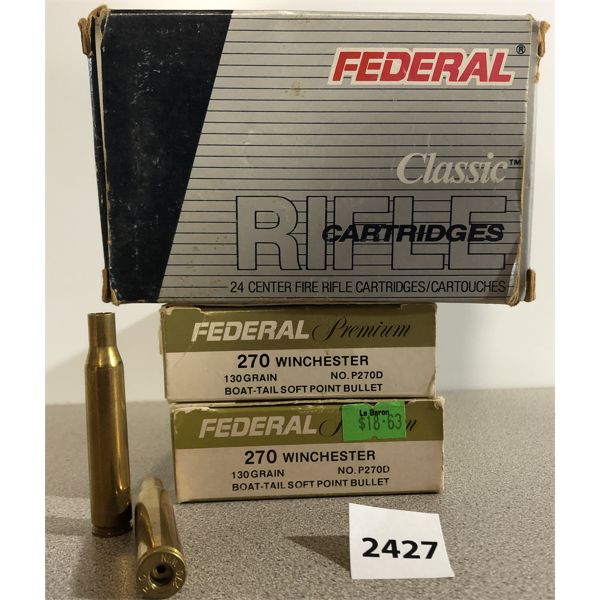 FEDERAL®
Classic™
RIFLE
CARTRIDGES
24 CENTER FIRE RIFLE CARTRIDGES/CARTOUCHES
FEDERAL Premium
270 WINCHESTER
130 GRAIN NO. P270D
BOAT-TAIL SOFT POINT BULLET
FEDERAL
Le Baron
$18-63
270 WINCHESTER
130 GRAIN NO. P270D
BOAT-TAIL SOFT POINT BULLET
2427